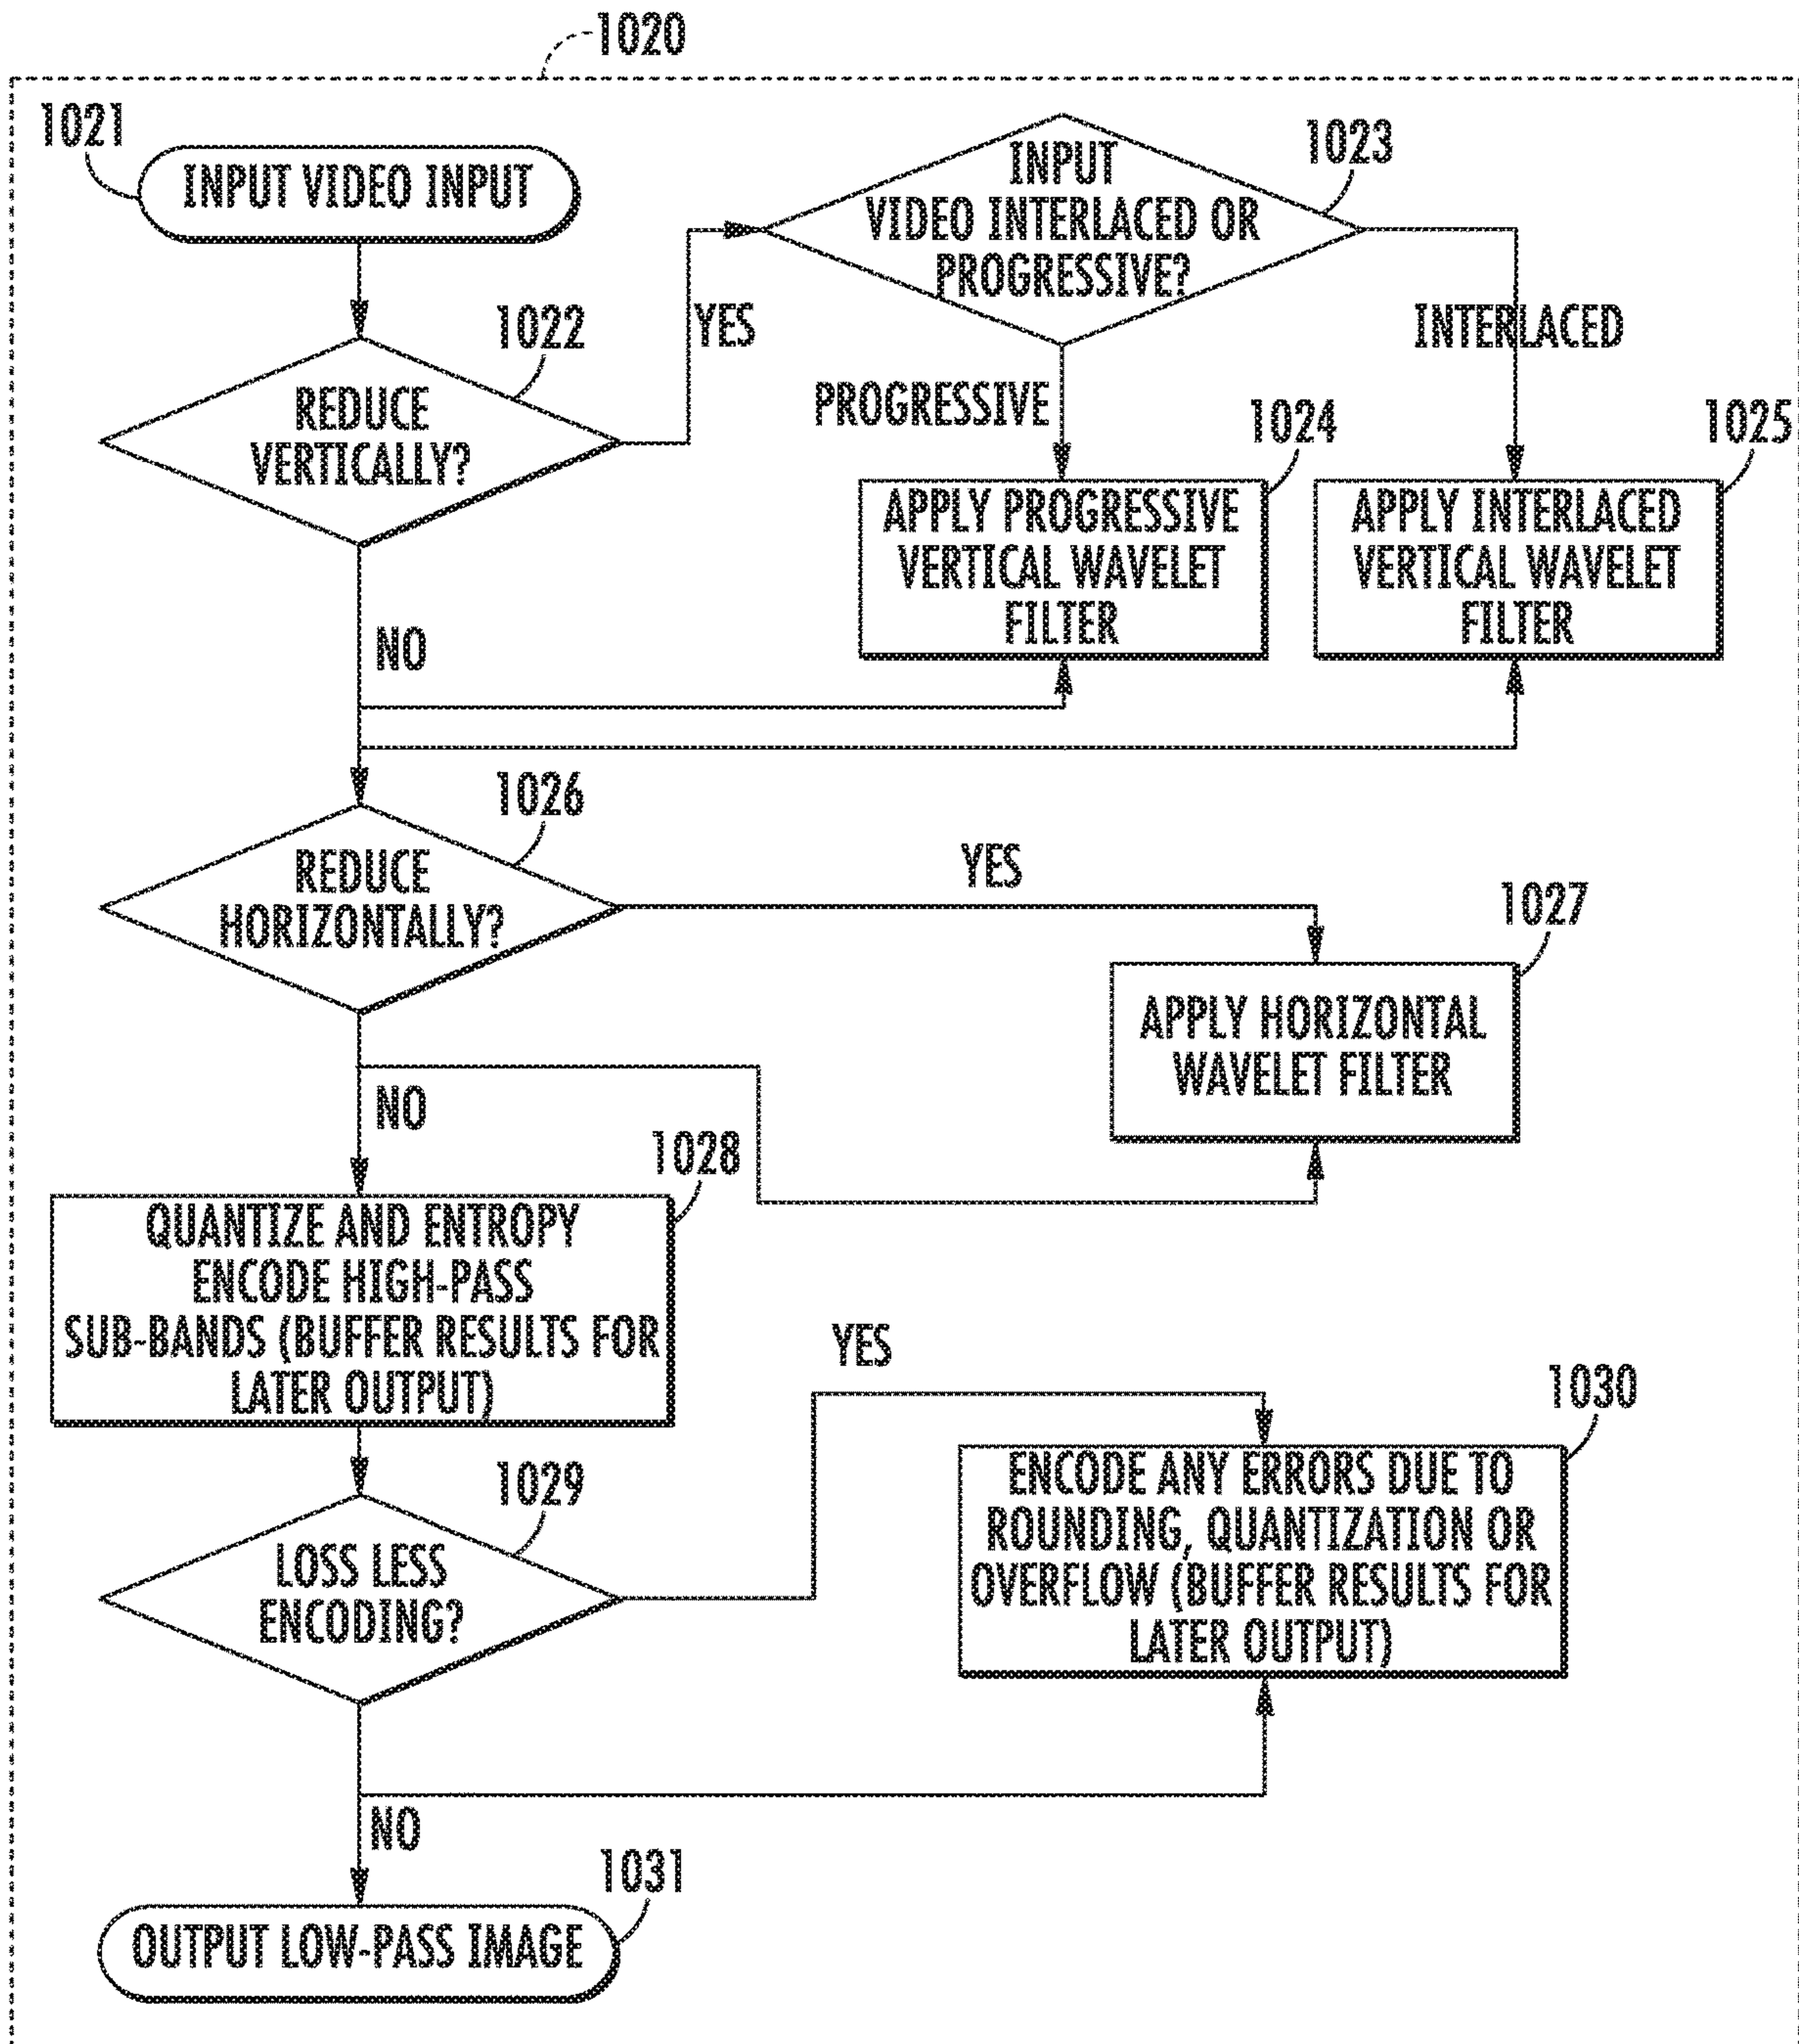 1020
1021
INPUT VIDEO INPUT
1023
INPUT
VIDEO INTERLACED OR
PROGRESSIVE?
1022
REDUCE
VERTICALLY?
YES
INTERLACED
PROGRESSIVE
1024
APPLY PROGRESSIVE
VERTICAL WAVELET
FILTER
1025
APPLY INTERLACED
VERTICAL WAVELET
FILTER
NO
1026
REDUCE
HORIZONTALLY?
YES
1027
APPLY HORIZONTAL
WAVELET FILTER
NO
1028
QUANTIZE AND ENTROPY
ENCODE HIGH-PASS
SUB-BANDS (BUFFER RESULTS FOR
LATER OUTPUT)
YES
1029
LOSS LESS
ENCODING?
1030
ENCODE ANY ERRORS DUE TO
ROUNDING, QUANTIZATION OR
OVERFLOW (BUFFER RESULTS FOR
LATER OUTPUT)
NO
1031
OUTPUT LOW-PASS IMAGE